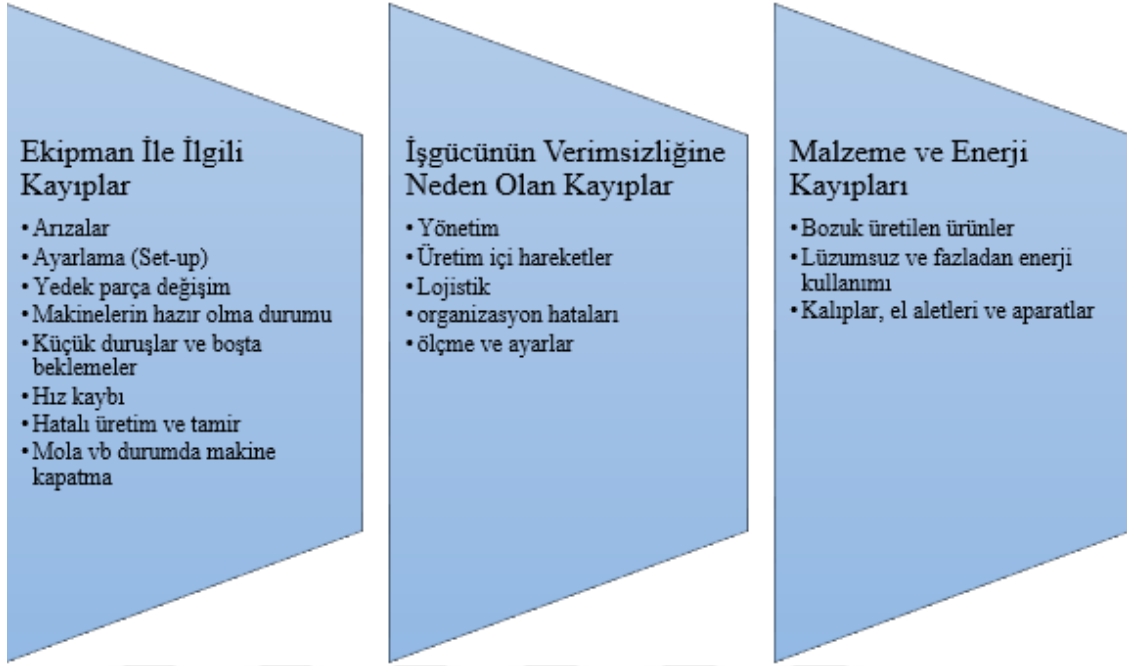 Ekipman İle İlgili
Kayıplar
• Arızalar
• Ayarlama (Set-up)
• Yedek parça değişim
• Makinelerin hazır olma durumu
• Küçük duruşlar ve boşta
beklemeler
• Hız kaybı
• Hatalı üretim ve tamir
• Mola vb durumda makine
kapatma
İşgücünün Verimsizliğine
Neden Olan Kayıplar
• Yönetim
• Üretim içi hareketler
• Lojistik
• organizasyon hataları
• ölçme ve ayarlar
Malzeme ve Enerji
Kayıpları
• Bozuk üretilen ürünler
• Lüzumsuz ve fazladan enerji
kullanımı
• Kalıplar, el aletleri ve aparatlar